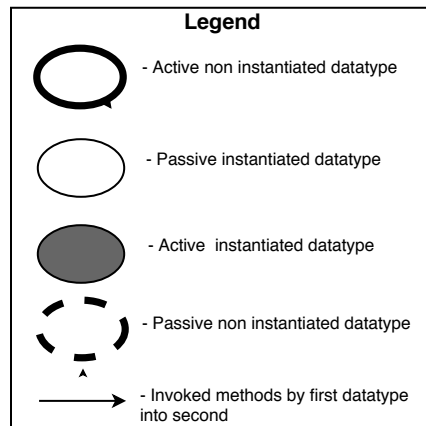 Legend
- Active non instantiated datatype
- Passive instantiated datatype
- Active instantiated datatype
- Passive non instantiated datatype
- Invoked methods by first datatype
into second